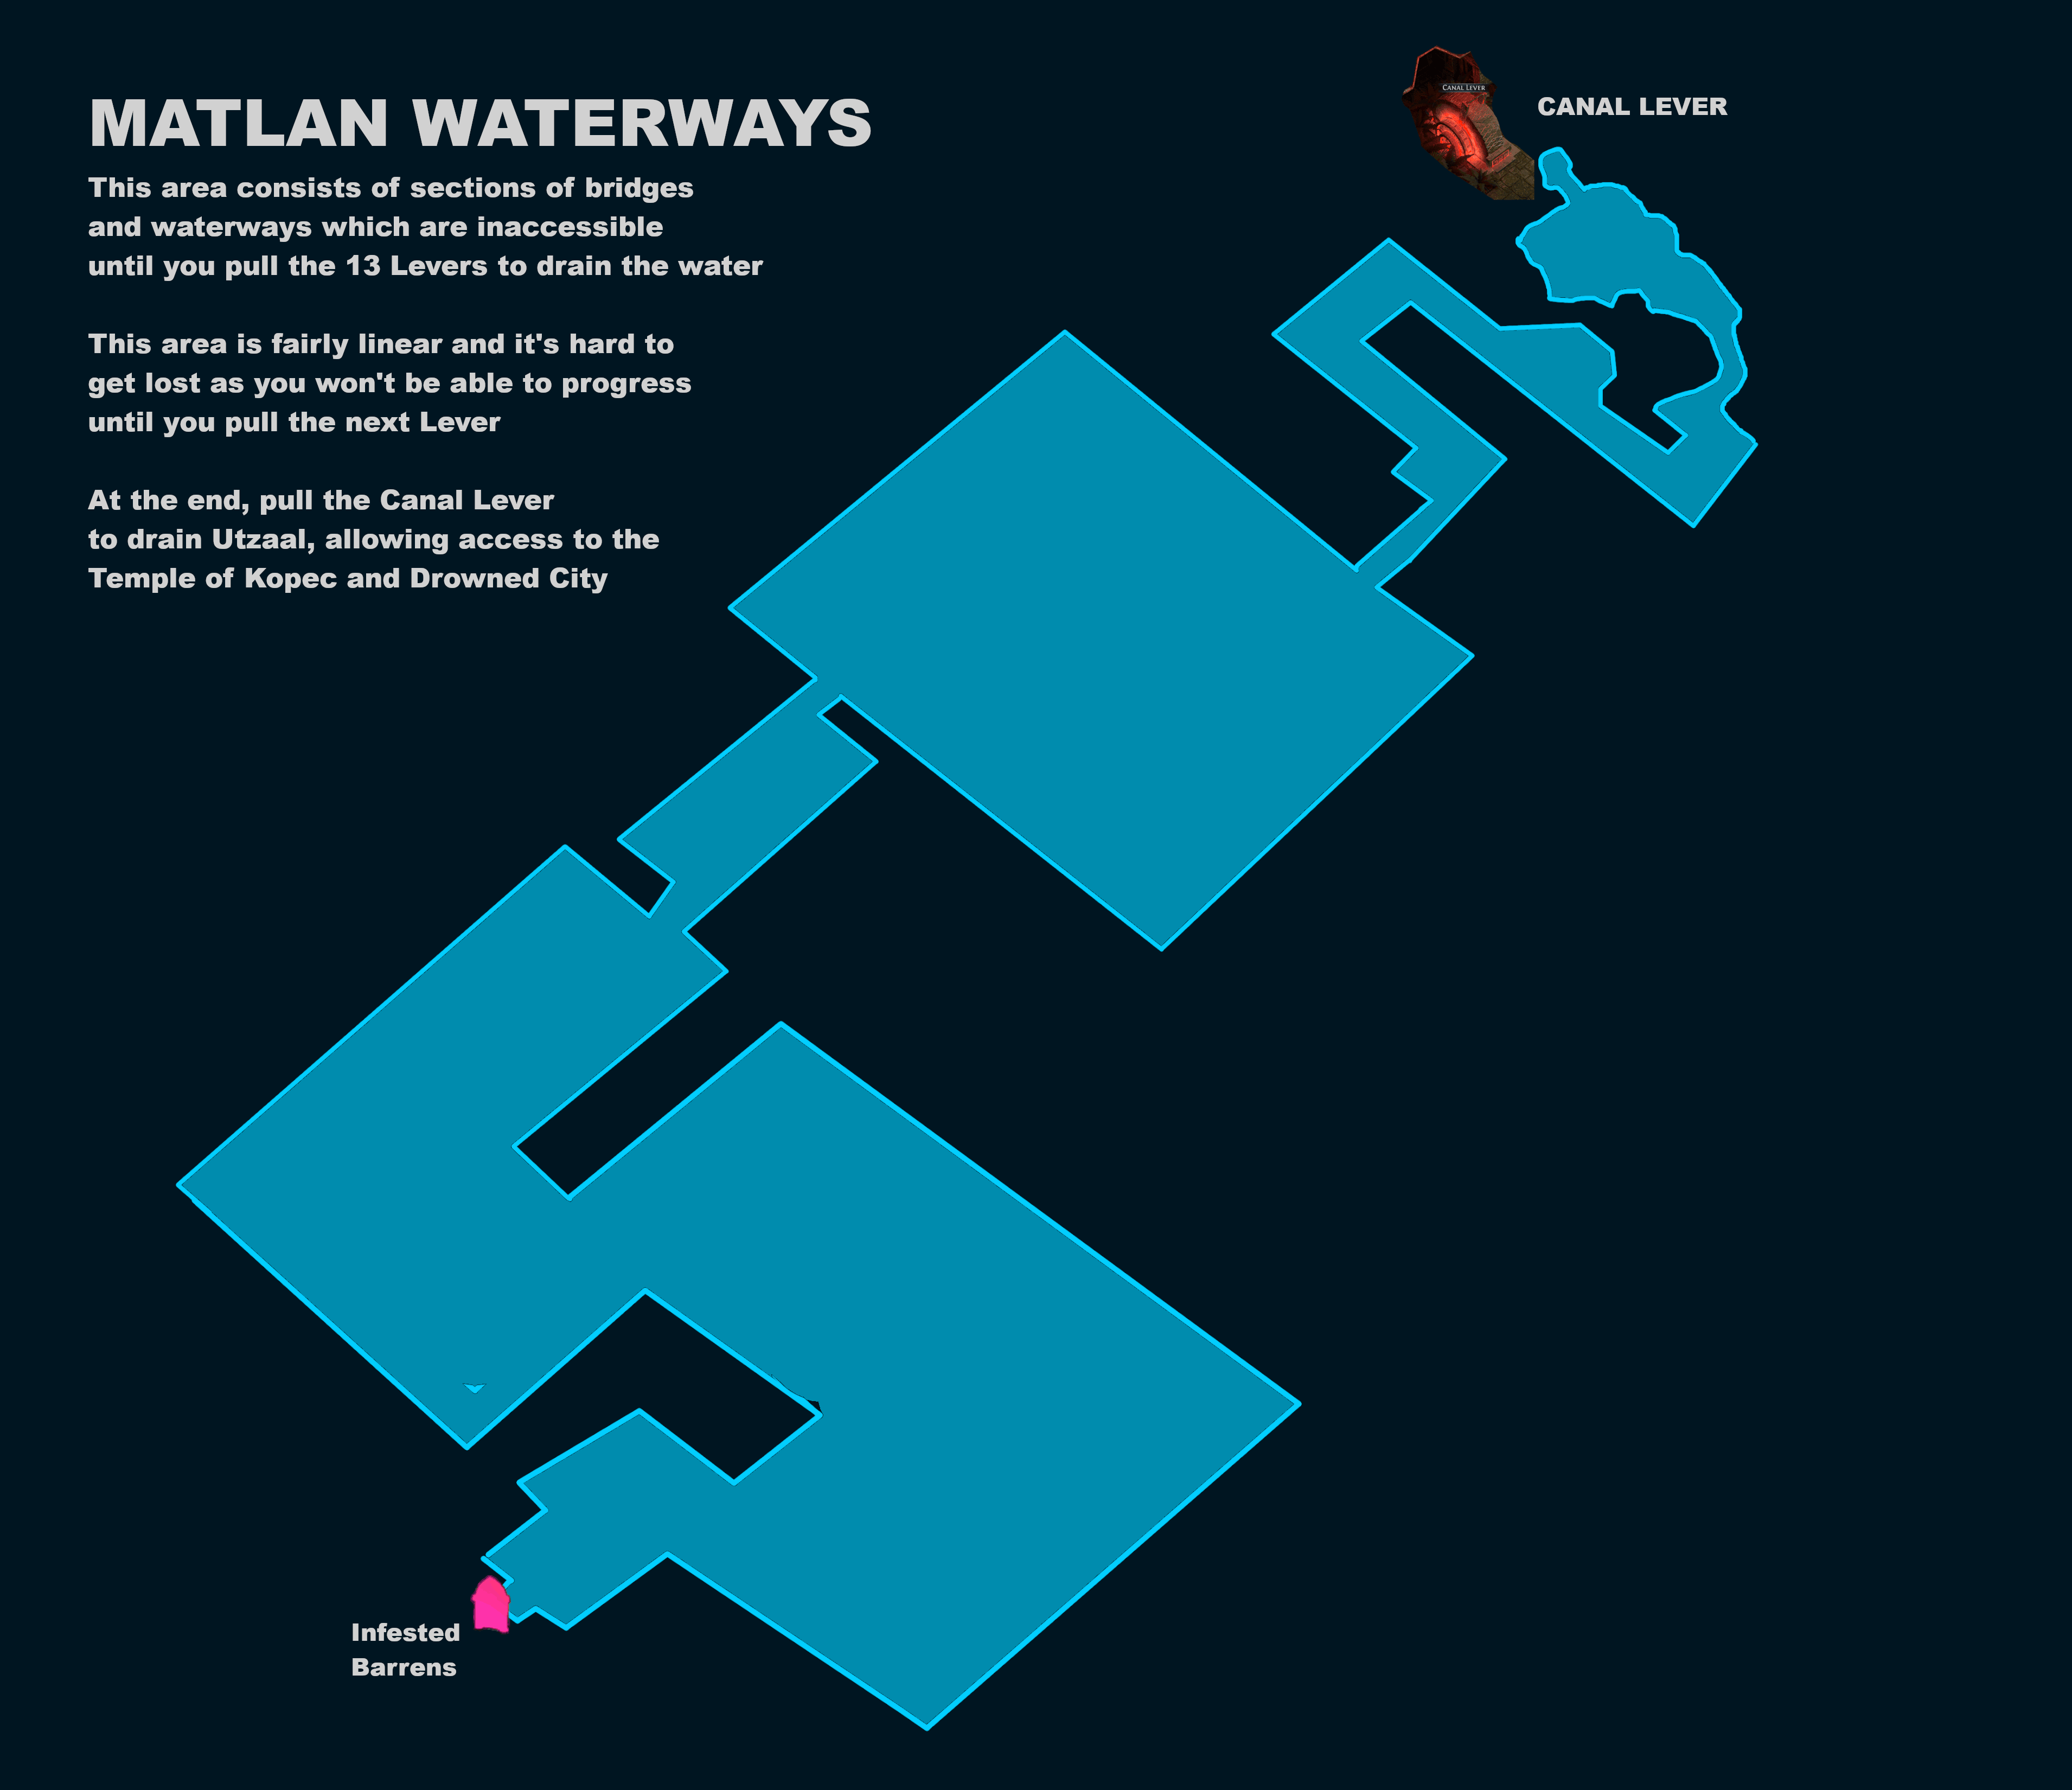 MATLAN WATERWAYS
This area consists of sections of bridges
and waterways which are inaccessible
until you pull the 13 Levers to drain the water
This area is fairly linear and it's hard to
get lost as you won't be able to progress
until you pull the next Lever
At the end, pull the Canal Lever
to drain Utzaal, allowing access to the
Temple of Kopec and Drowned City
CANAL LEVER
CANAL LEVER
Infested
Barrens